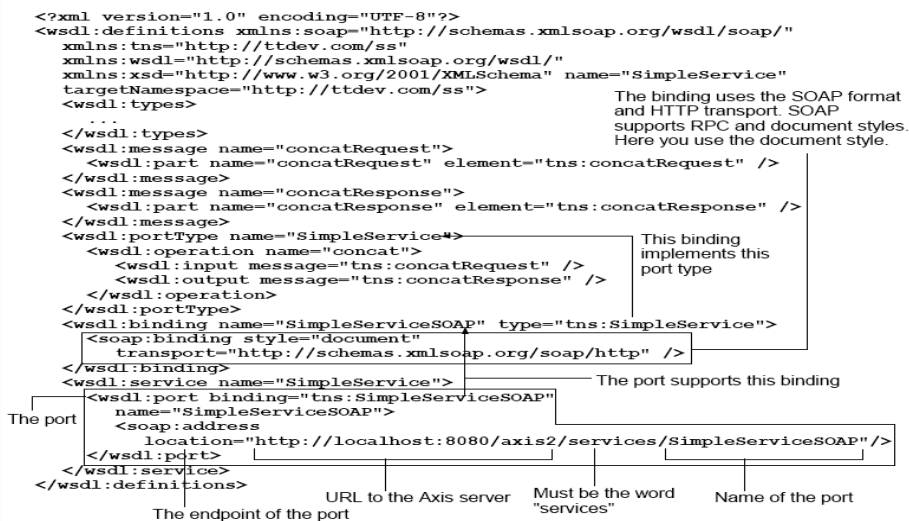 <?xml version="1.0" encoding="UTF-8"?>
<wsdl:definitions xmlns:soap="http://schemas.xmlsoap.org/wsdl/soap/"
xmlns:tns="http://ttdev.com/ss"
xmlns:wsdl="http://schemas.xmlsoap.org/wsdl/"
xmlns:xsd="http://www.w3.org/2001/XMLSchema" name="SimpleService"
targetNamespace="http://ttdev.com/ss">
<wsdl:types>
...
</wsdl:types>
The binding uses the SOAP format
and HTTP transport. SOAP
supports RPC and document styles.
Here you use the document style.
<wsdl:message name="concatRequest">
<wsdl:part name="concatRequest" element="tns:concatRequest" />
</wsdl:message>
<wsdl:message name="concatResponse">
<wsdl:part name="concatResponse" element="tns:concatResponse" />
</wsdl:message>
<wsdl:portType name="SimpleService">
<wsdl:operation name="concat">
<wsdl:input message="tns:concatRequest" />
<wsdl:output message="tns:concatResponse" />
</wsdl:operation>
</wsdl:portType>
This binding
implements this
port type
<wsdl:binding name="SimpleServiceSOAP" type="tns:SimpleService">
<soap:binding style="document"
transport="http://schemas.xmlsoap.org/soap/http" />
</wsdl:binding>
<wsdl:service name="SimpleService">
The port supports this binding
The port
<wsdl:port binding="tns:SimpleServiceSOAP"
name="SimpleServiceSOAP">
<soap:address
location="http://localhost:8080/axis2/services/SimpleServiceSOAP"/>
</wsdl:port>
</wsdl:service>
</wsdl:definitions>
The endpoint of the port
URL to the Axis server
Must be the word
"services"
Name of the port